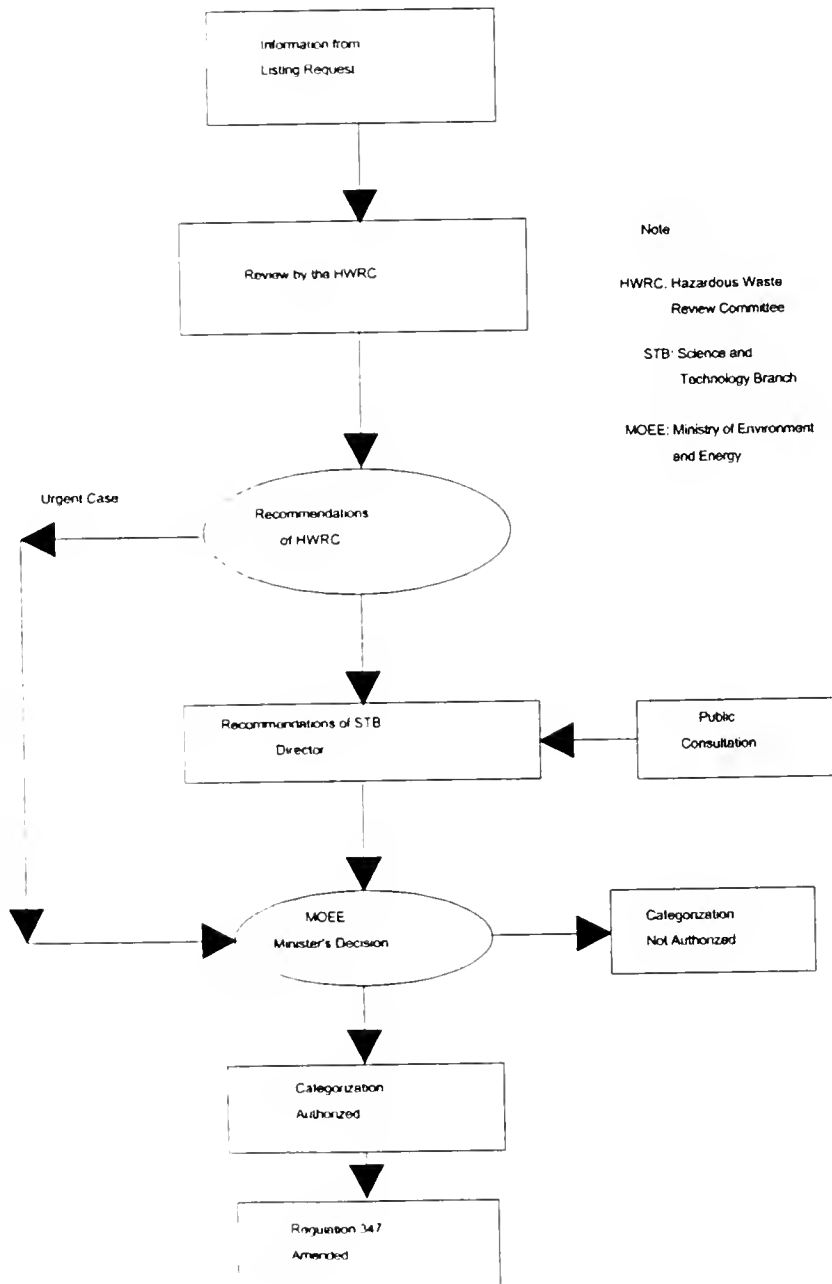 Information from
Listing Request
Review by the HWRC
Note
HWRC. Hazardous Waste
Review Committee
STB: Science and
Technology Branch
MOEE: Ministry of Environment
and Energy
Urgent Case
Recommendations
of HWRC
Recommendations of STB
Director
Public
Consultation
MOEE
Minister's Decision
Categorization
Not Authorized
Categorization
Authorized
Regulation 347
Amended